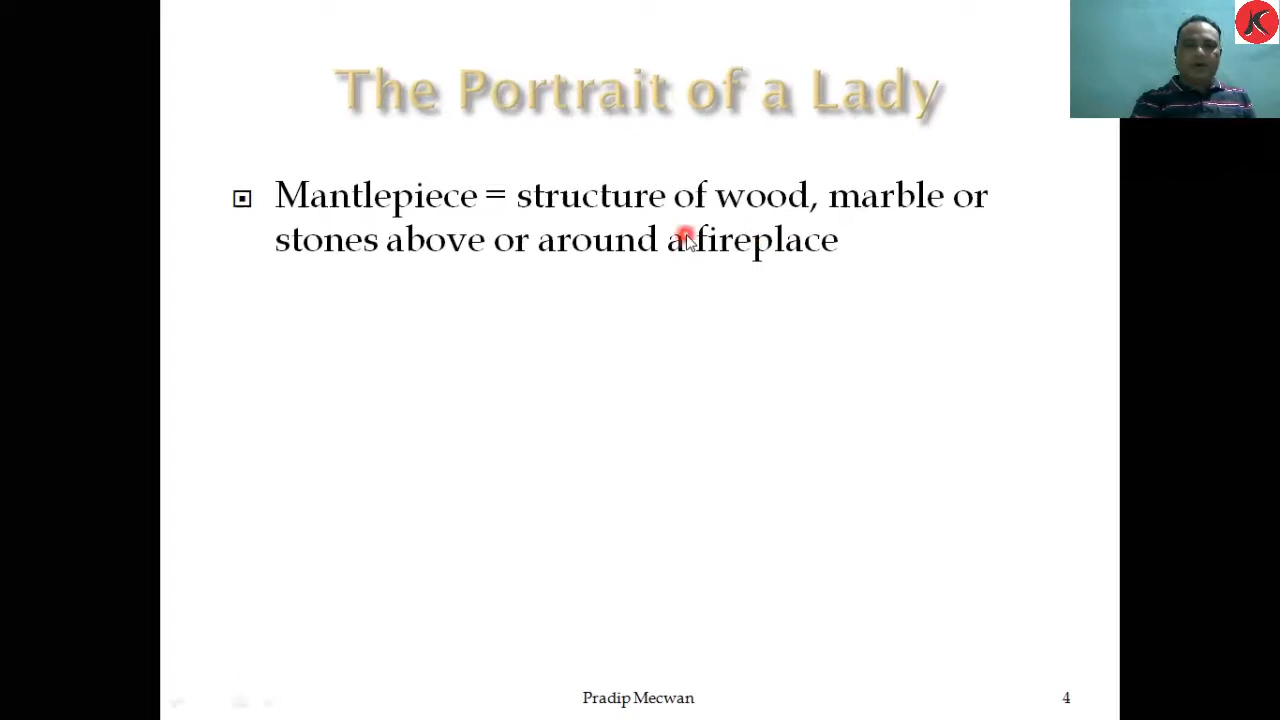 The Portrait of a Lady
Mantlepiece = structure of wood, marble or
stones above or around a fireplace
Pradip Mecwan
4
K